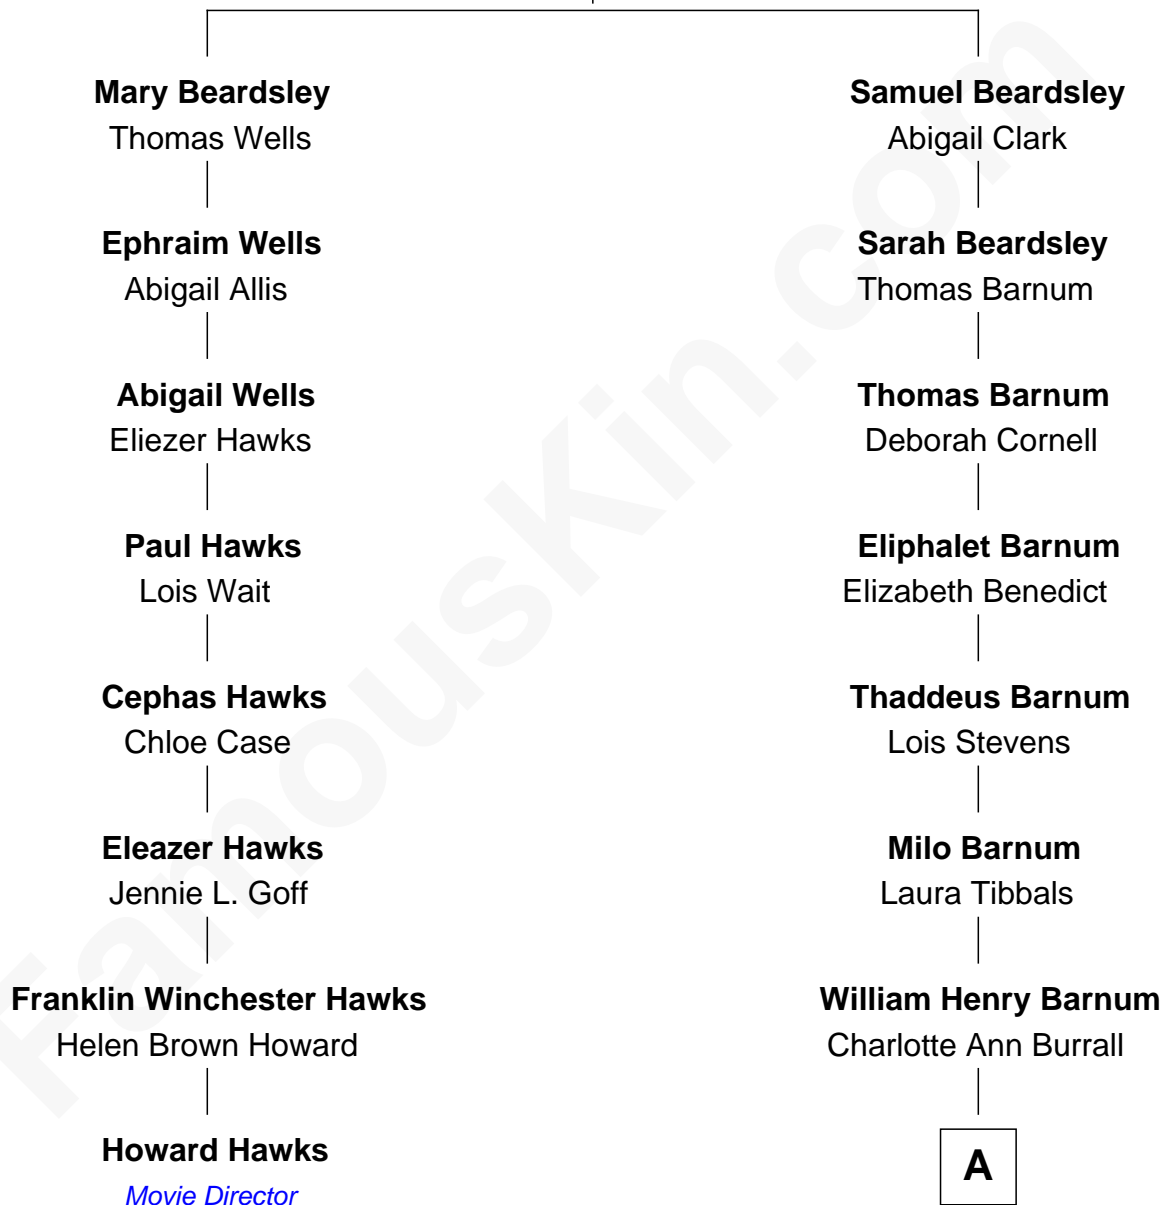 Mary Beardsley
Thomas Wells
Ephraim Wells
Abigail Allis
Abigail Wells
Eliezer Hawks
Paul Hawks
Lois Wait
Cephas Hawks
Chloe Case
Eleazer Hawks
Jennie L. Goff
Franklin Winchester Hawks
Helen Brown Howard
Howard Hawks
Movie Director
Samuel Beardsley
Abigail Clark
Sarah Beardsley
Thomas Barnum
Thomas Barnum
Deborah Cornell
Eliphalet Barnum
Elizabeth Benedict
Thaddeus Barnum
Lois Stevens
Milo Barnum
Laura Tibbals
William Henry Barnum
Charlotte Ann Burrall
A
FamousKin.com